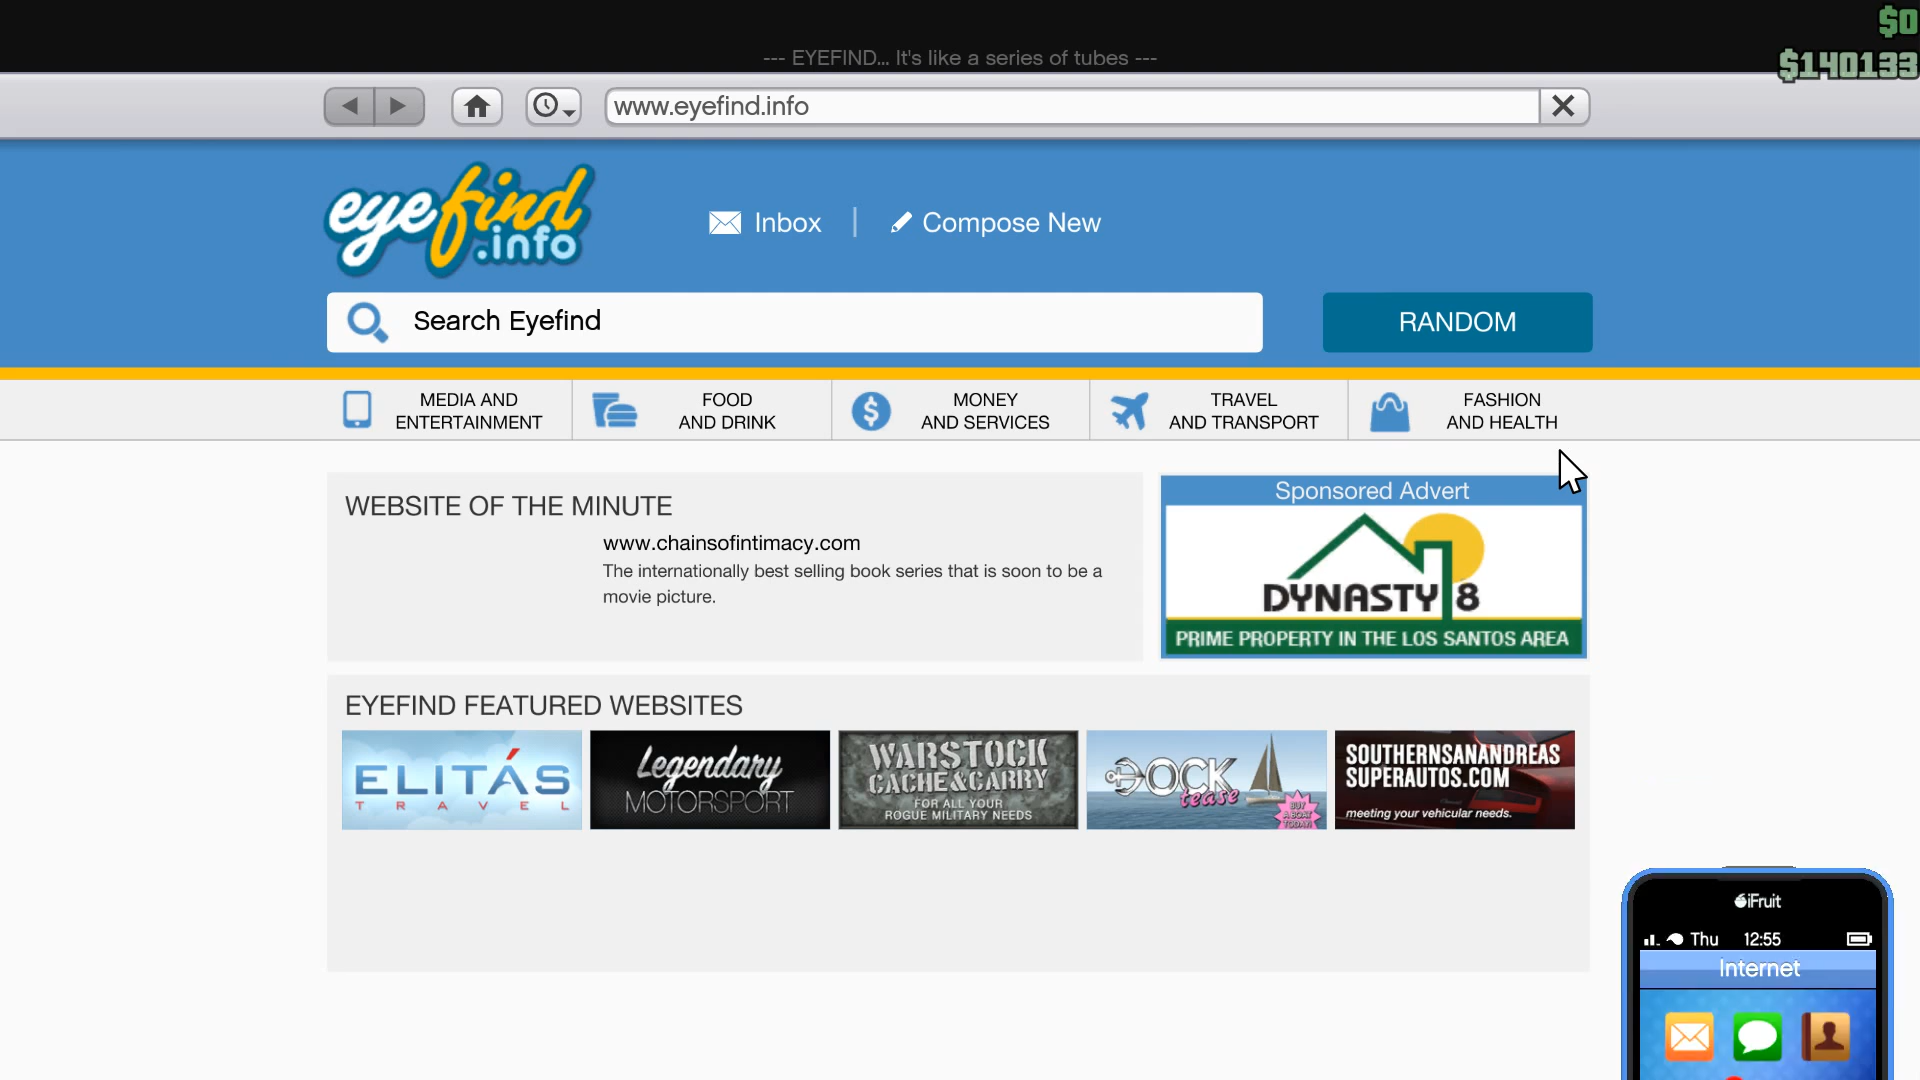 $0
--- EYEFIND... It's like a series of tubes ---
$140133
www.eyefind.info
eyefind
.info
Inbox
Compose New
Search Eyefind
RANDOM
MEDIA AND
ENTERTAINMENT
FOOD
AND DRINK
MONEY
AND SERVICES
TRAVEL
AND TRANSPORT
FASHION
AND HEALTH
WEBSITE OF THE MINUTE
www.chainsofintimacy.com
The internationally best selling book series that is soon to be a
movie picture.
Sponsored Advert
DYNASTY 8
PRIME PROPERTY IN THE LOS SANTOS AREA
EYEFIND FEATURED WEBSITES
ELITÁS
TRAVEL
Legendary
MOTORSPORT
WARSTOCK
CACHE&CARRY
FOR ALL YOUR
ROGUE MILITARY NEEDS
DOCK
tease
BUY
A BOAT
TODAY!
SOUTHERNSANANDREAS
SUPERAUTOS.COM
meeting your vehicular needs.
iFruit
Thu 12:55
Internet